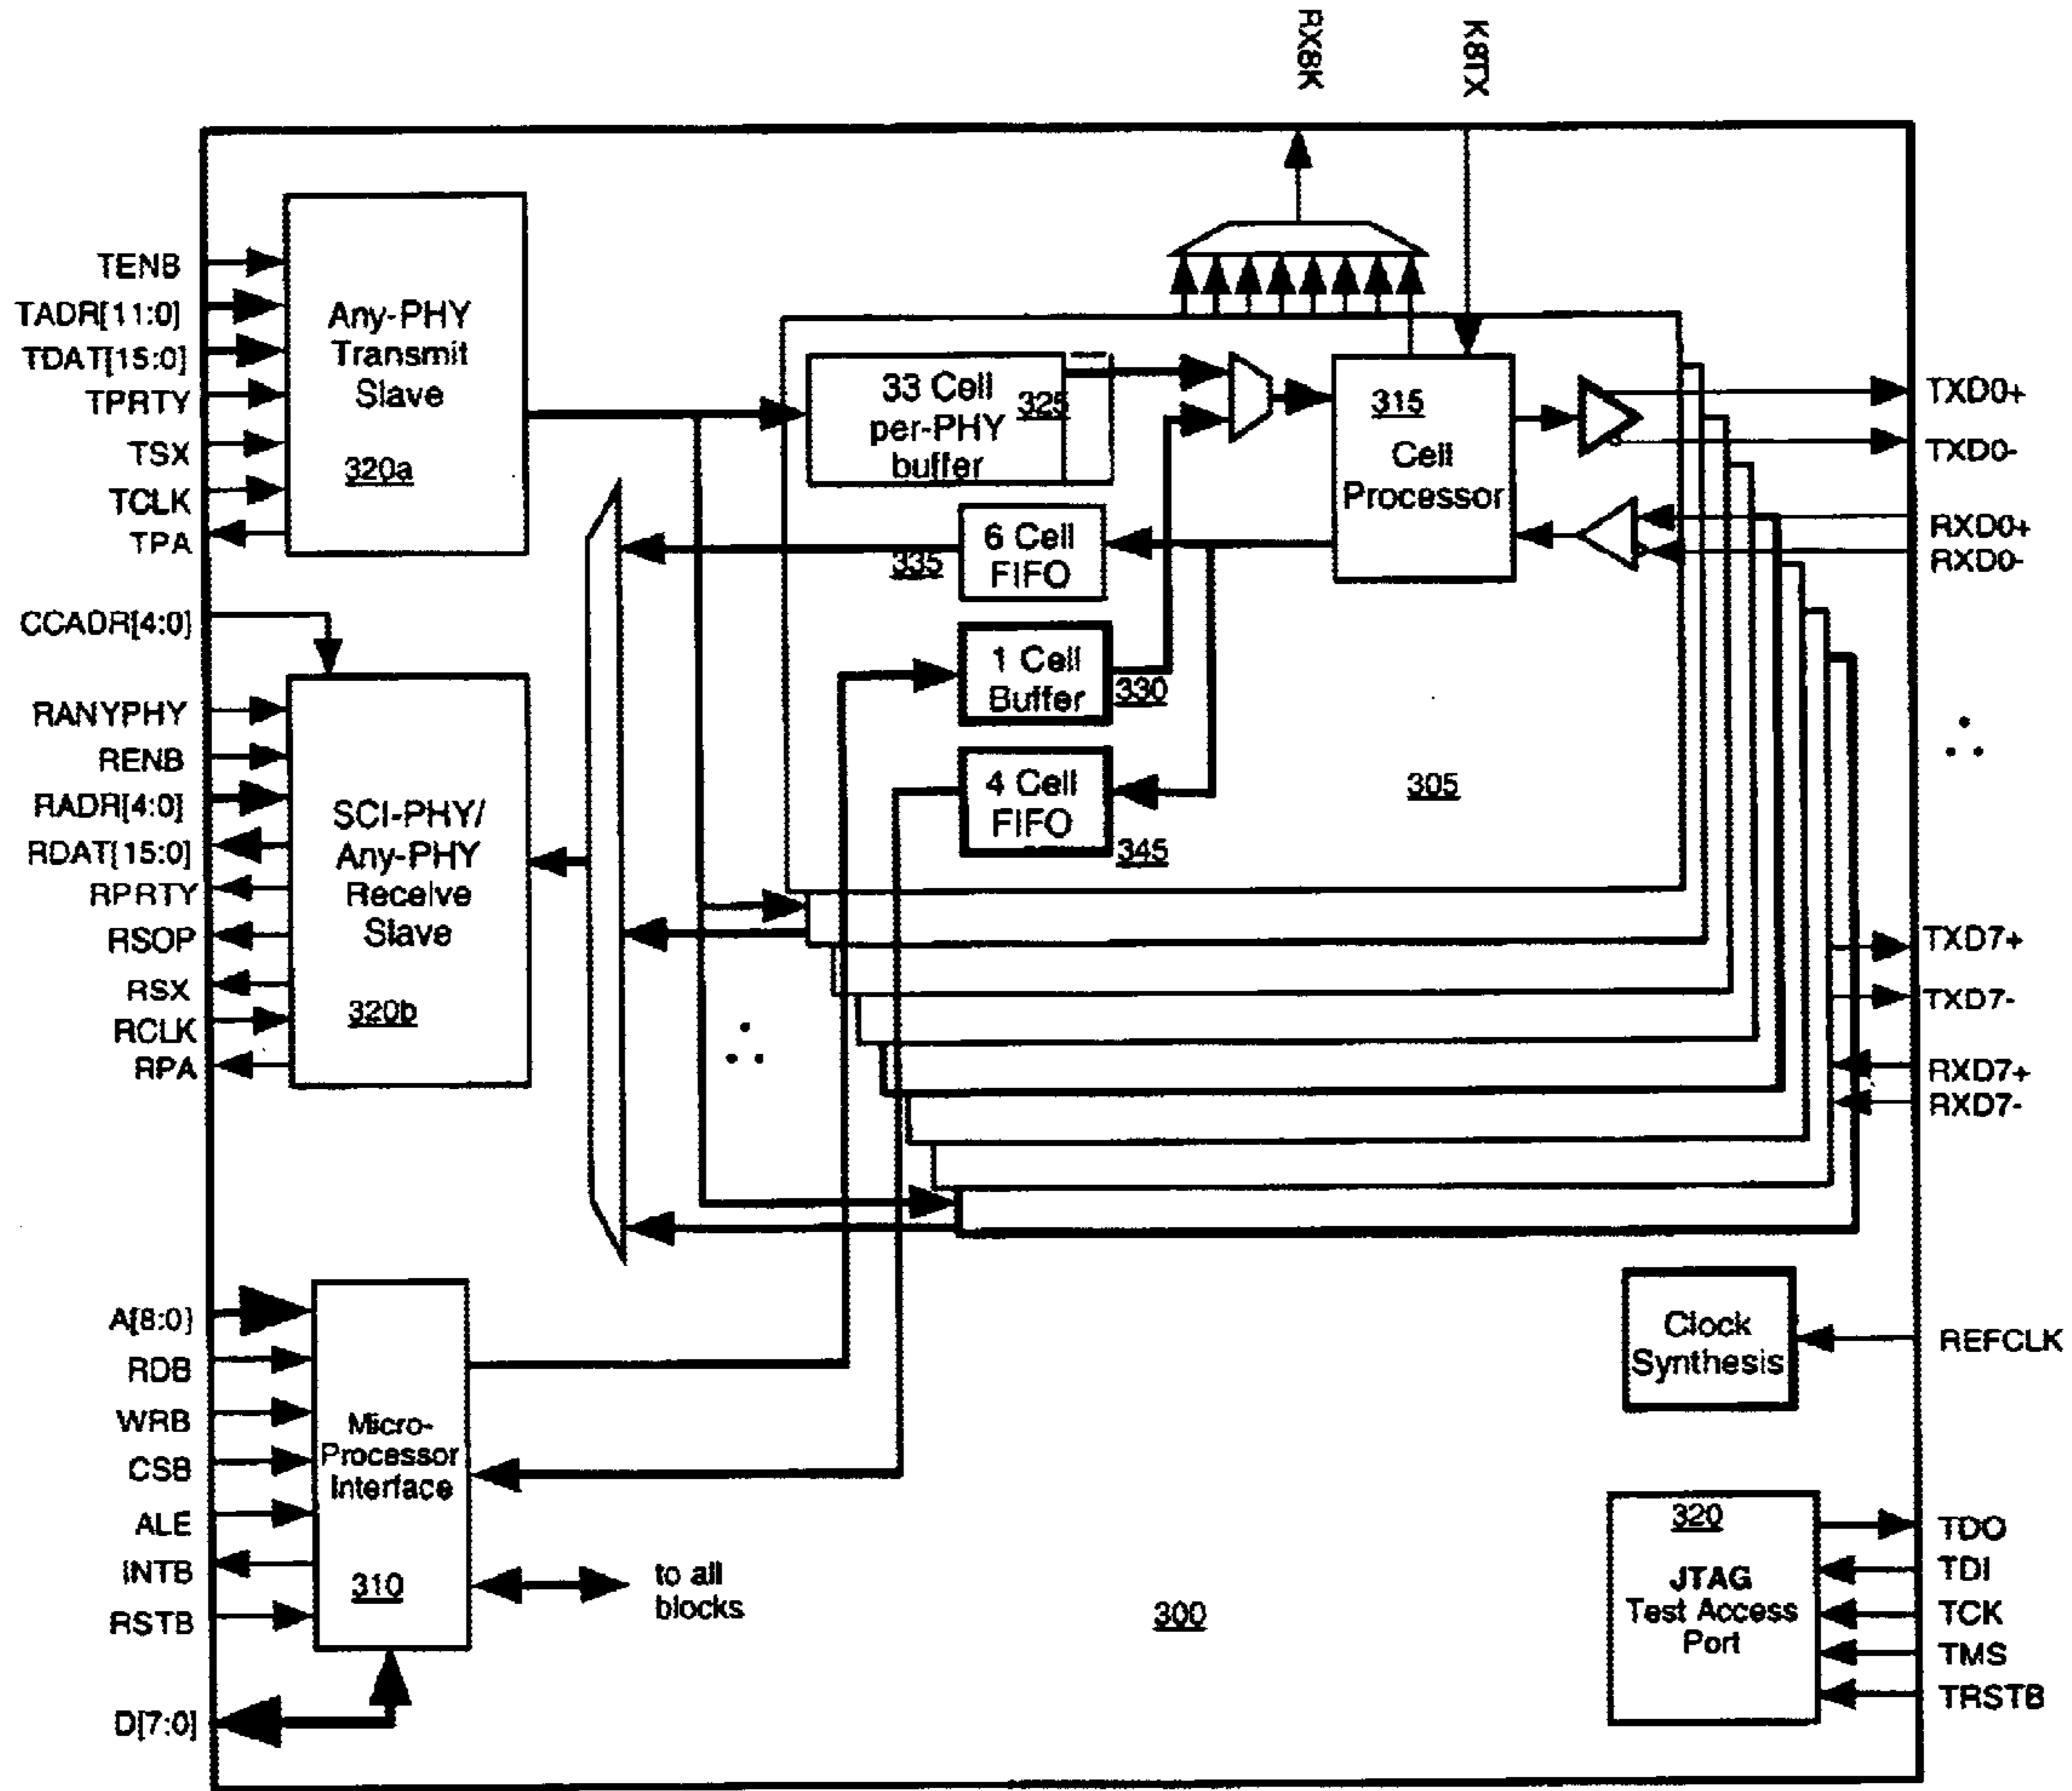 RX8K
K8TX
TENB
TADR[11:0]
TDAT[15:0]
TPRTY
TSX
TCLK
TPA
Any-PHY
Transmit
Slave
320a
CCADR[4:0]
RANYPHY
RENB
RADR[4:0]
RDAT[15:0]
RPRTY
RSOP
RSX
RCLK
RPA
SCI-PHY/
Any-PHY
Receive
Slave
320b
33 Cell
per-PHY
buffer
325
6 Cell
FIFO
335
1 Cell
Buffer
330
4 Cell
FIFO
345
315
Cell
Processor
305
TXD0+
TXD0-
RXD0+
RXD0-
TXD7+
TXD7-
RXD7+
RXD7-
A[8:0]
RDB
WRB
CSB
ALE
INTB
RSTB
D[7:0]
Micro-
Processor
Interface
310
to all
blocks
300
Clock
Synthesis
REFCLK
320
JTAG
Test Access
Port
TDO
TDI
TCK
TMS
TRSTB